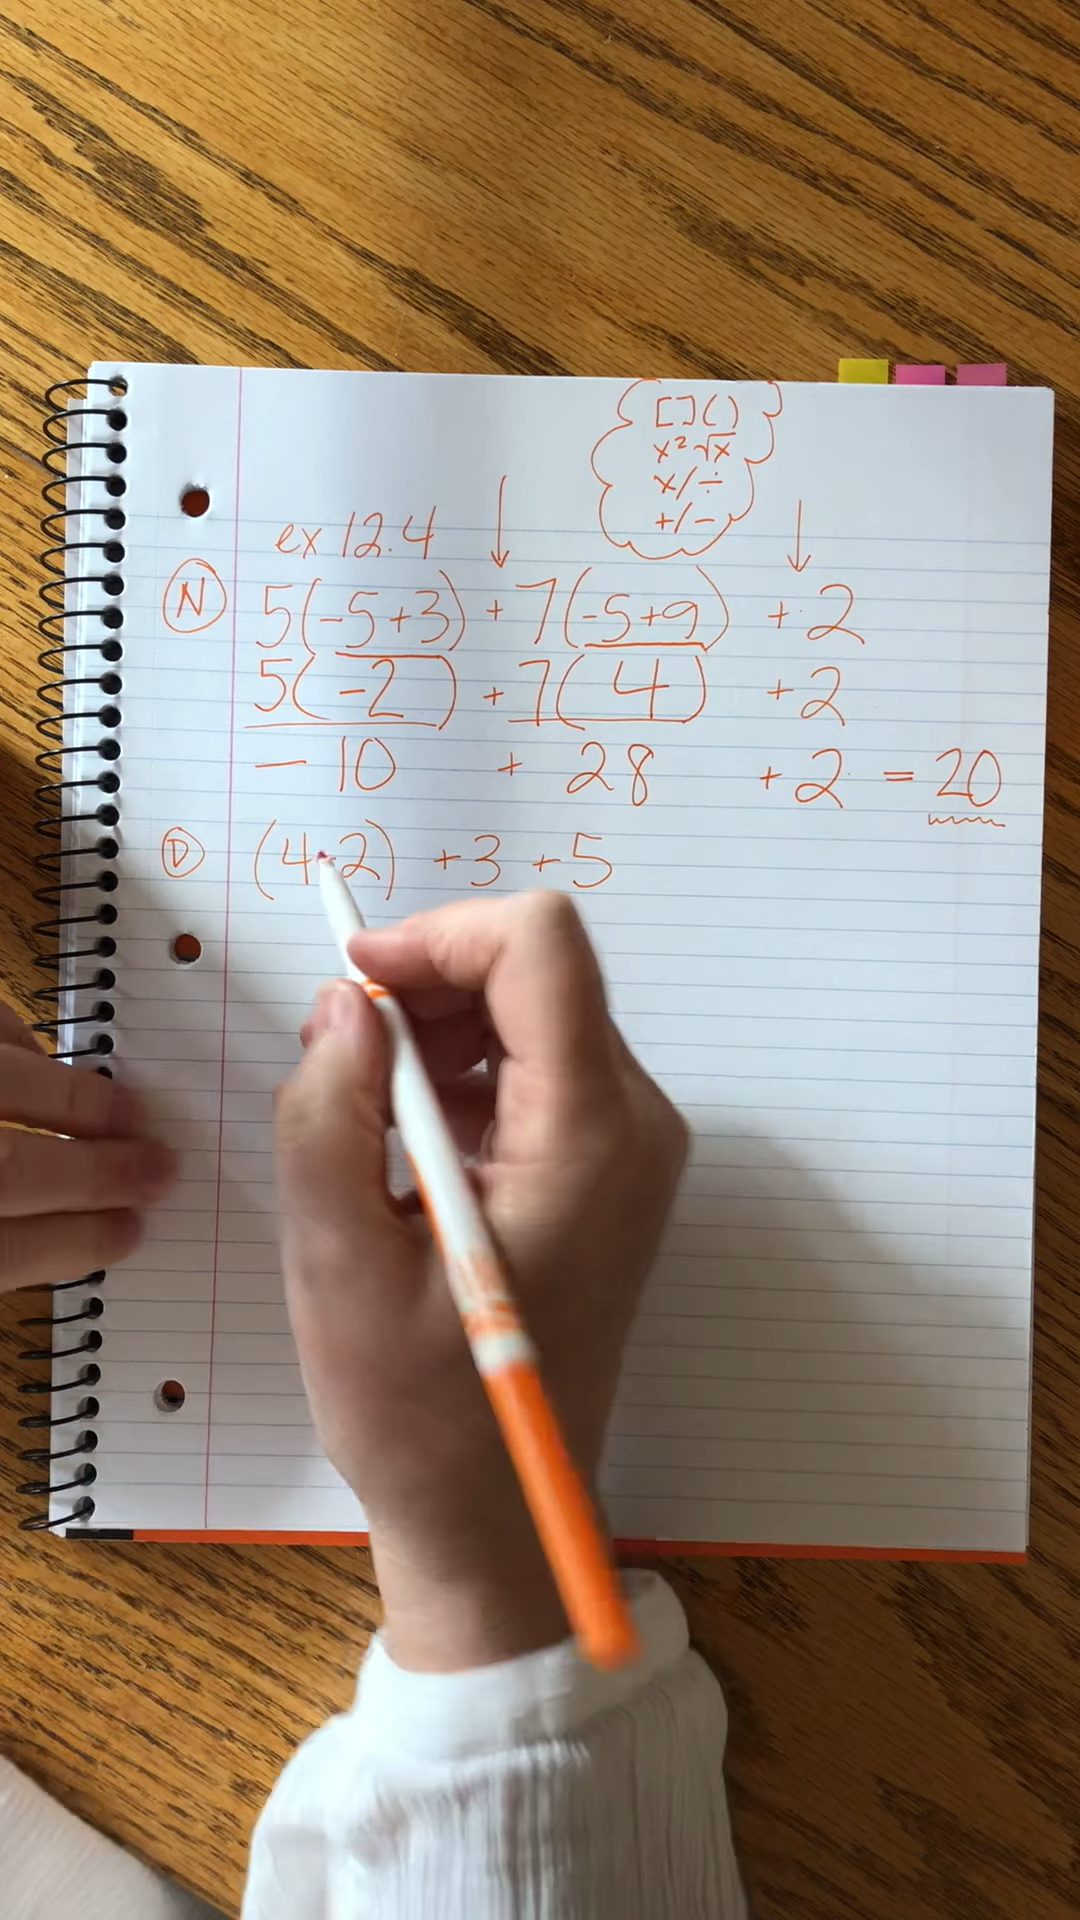 [ ] ( )
x² √x
x/÷
+/-
ex 12.4
N 5(-5+3) + 7(-5+9) + 2
5(-2) + 7(4) + 2
- 10 + 28 + 2 = 20
D (4 2) + 3 + 5